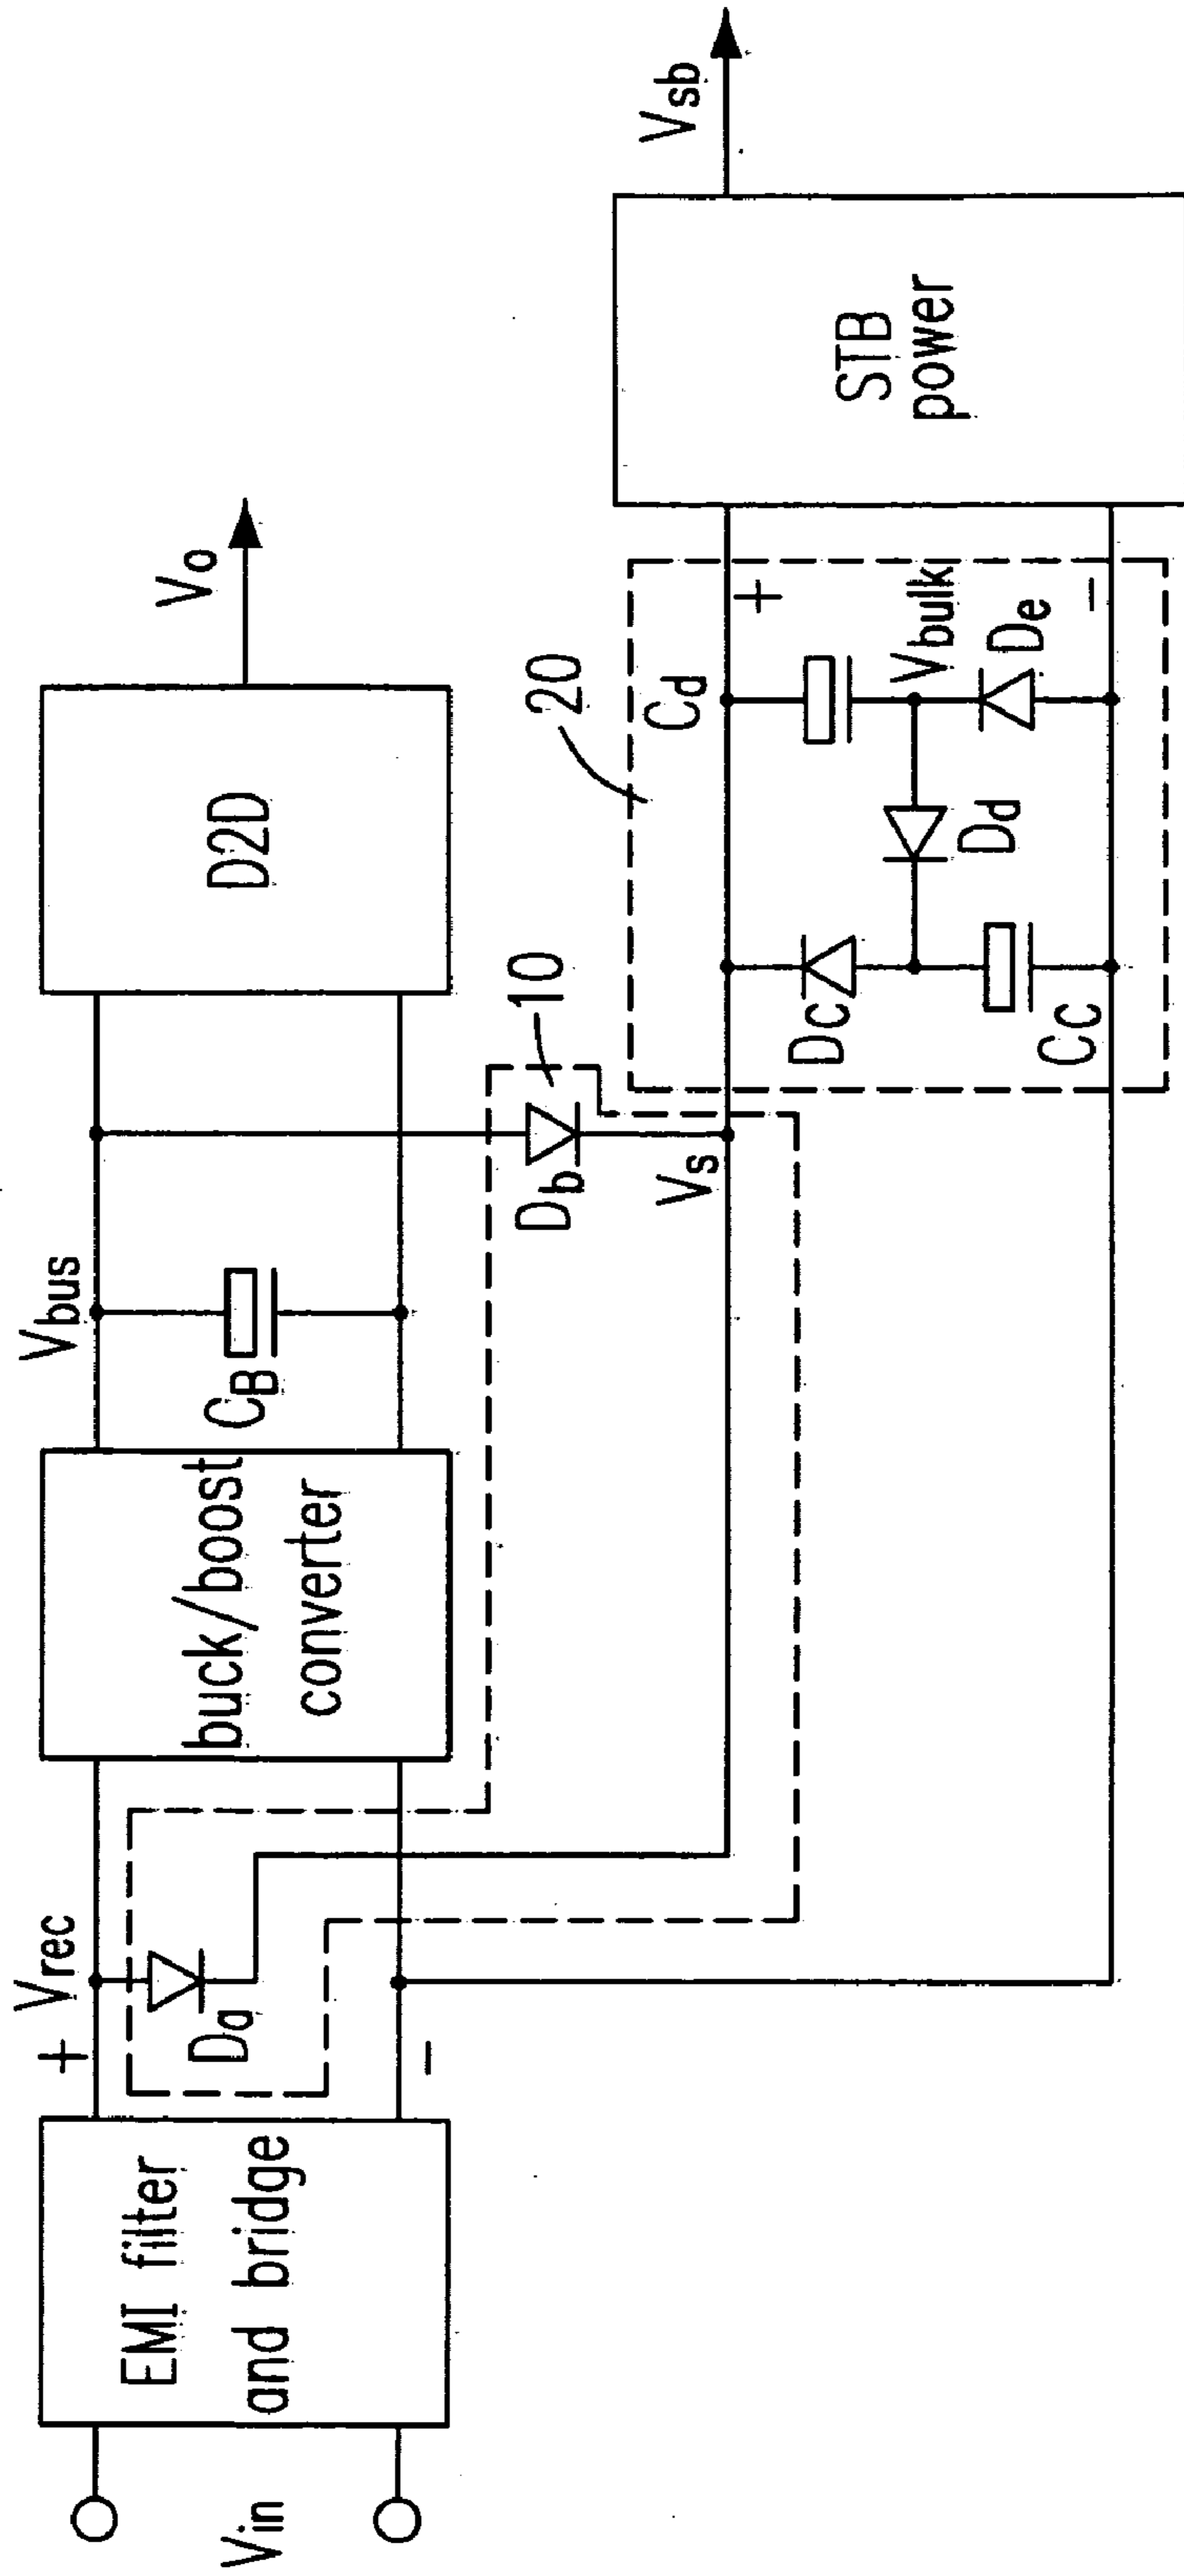 Vin
EMI filter
and bridge
+
Vrec
-
Da
buck/boost
converter
Vbus
CB
Db
10
D2D
Vo
Vs
20
Dc
Cc
Dd
Cd
+
Vbulk
De
-
STB
power
Vsb